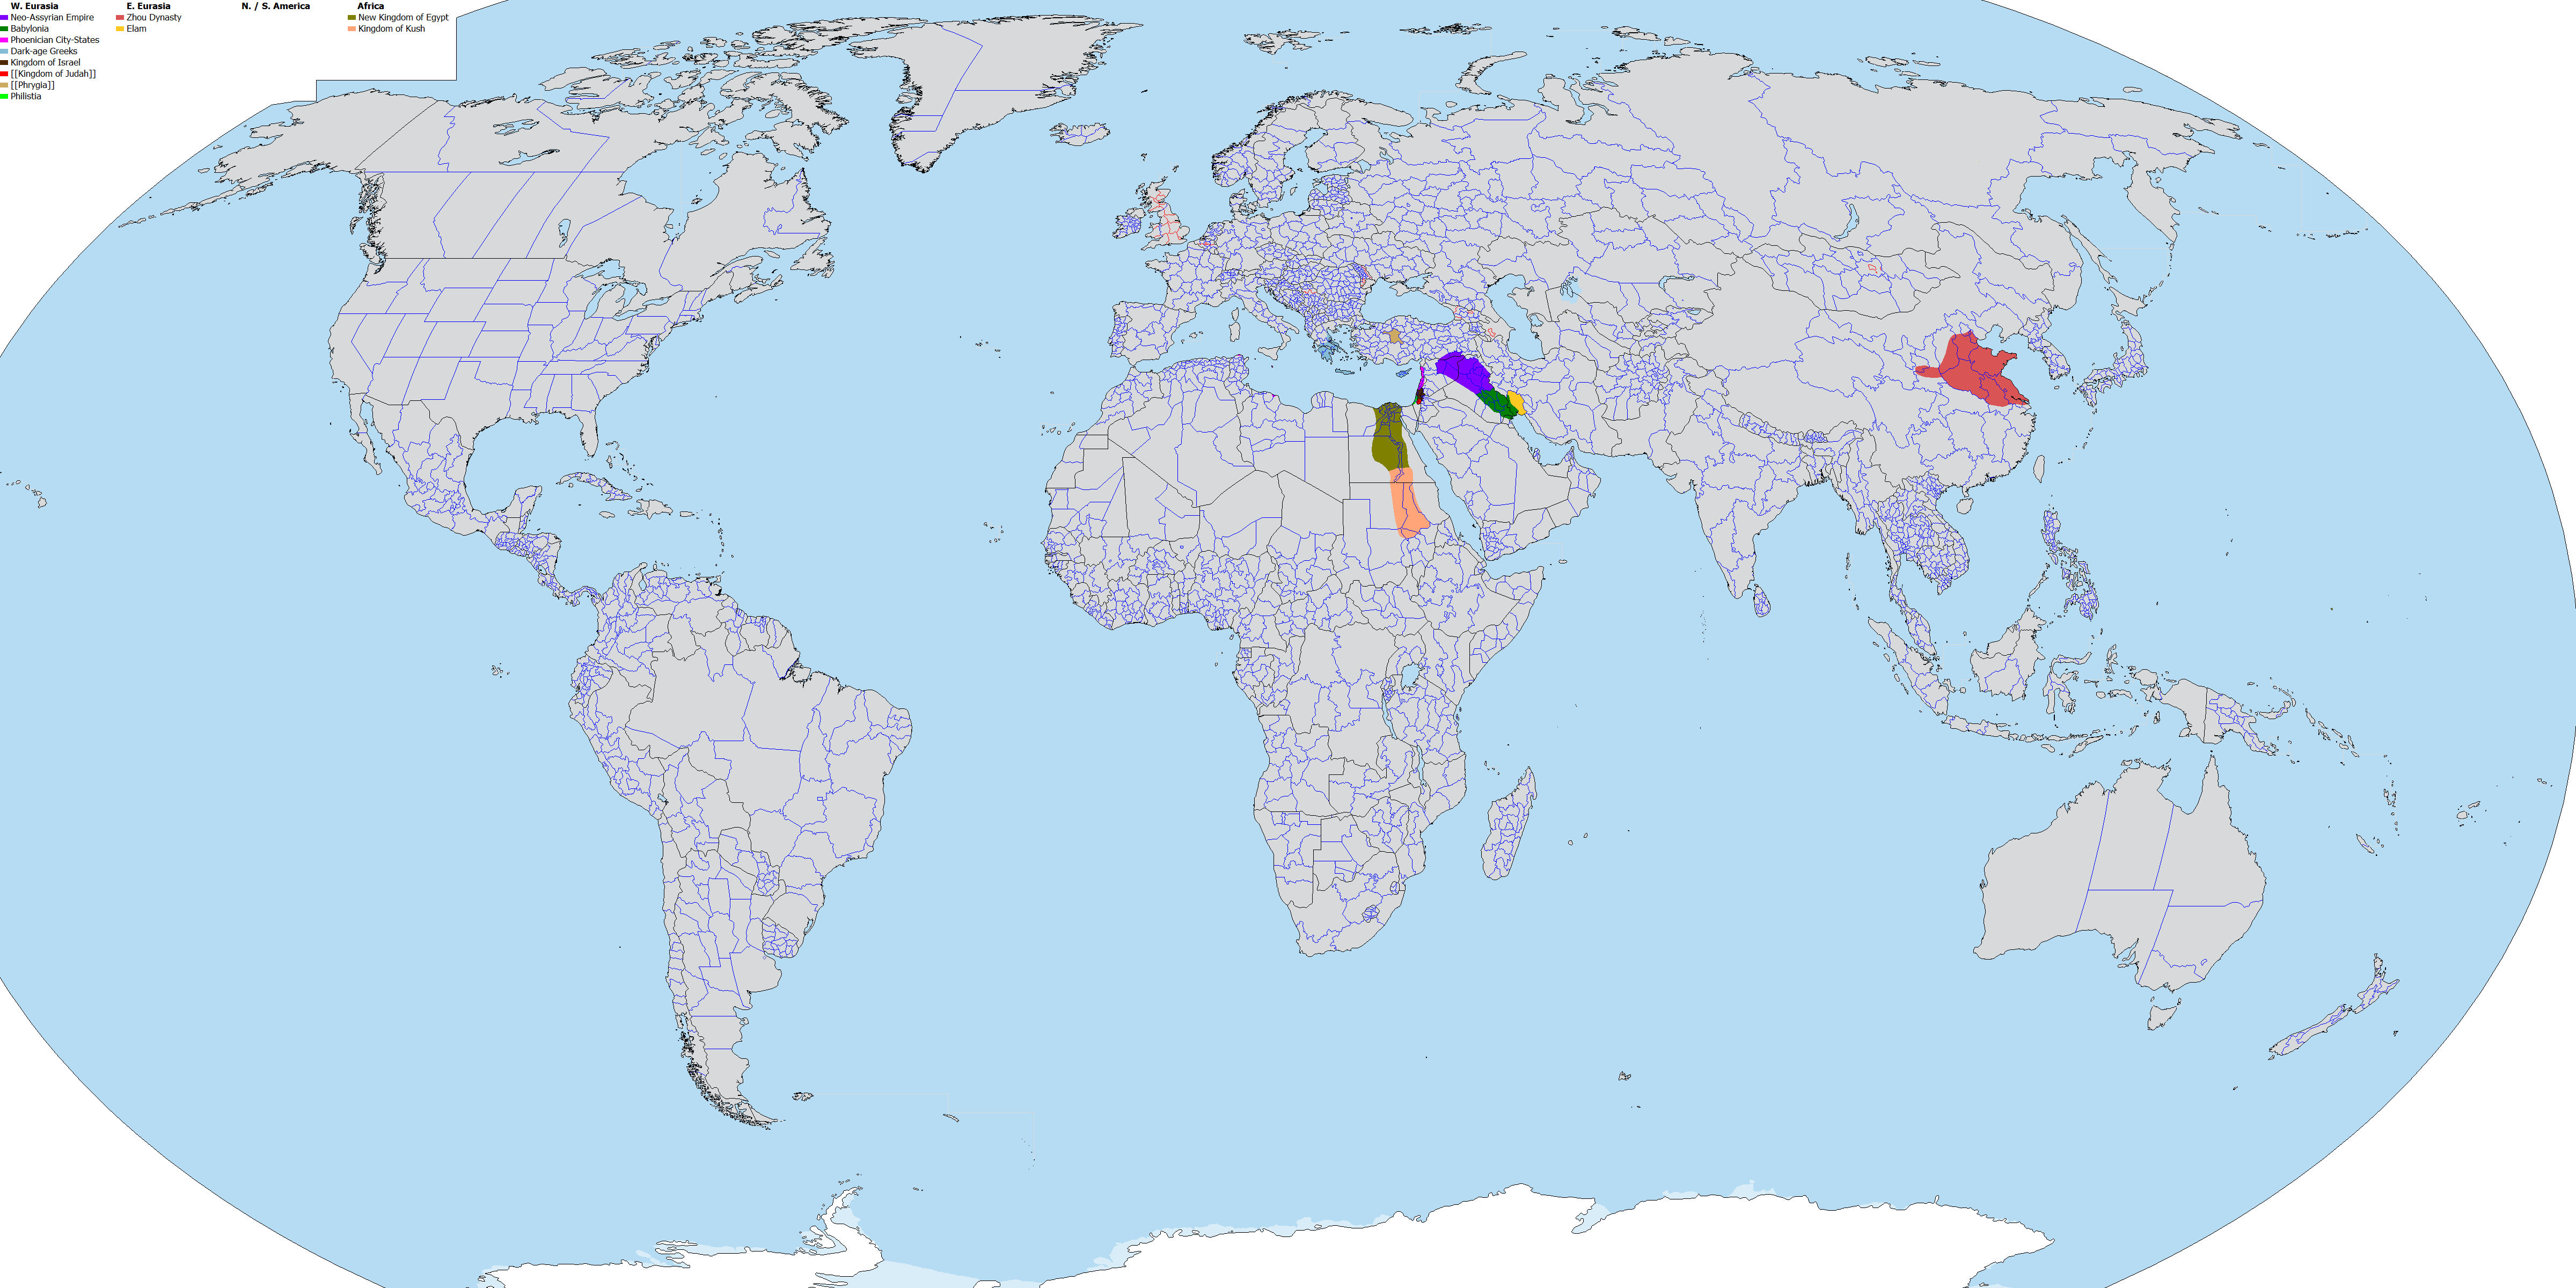 W. Eurasia
Neo-Assyrian Empire
Babylonia
Phoenician City-States
Dark-age Greeks
Kingdom of Israel
[[Kingdom of Judah]]
[[Phrygia]]
Philistia
E. Eurasia
Zhou Dynasty
Elam
N. / S. America
Africa
New Kingdom of Egypt
Kingdom of Kush